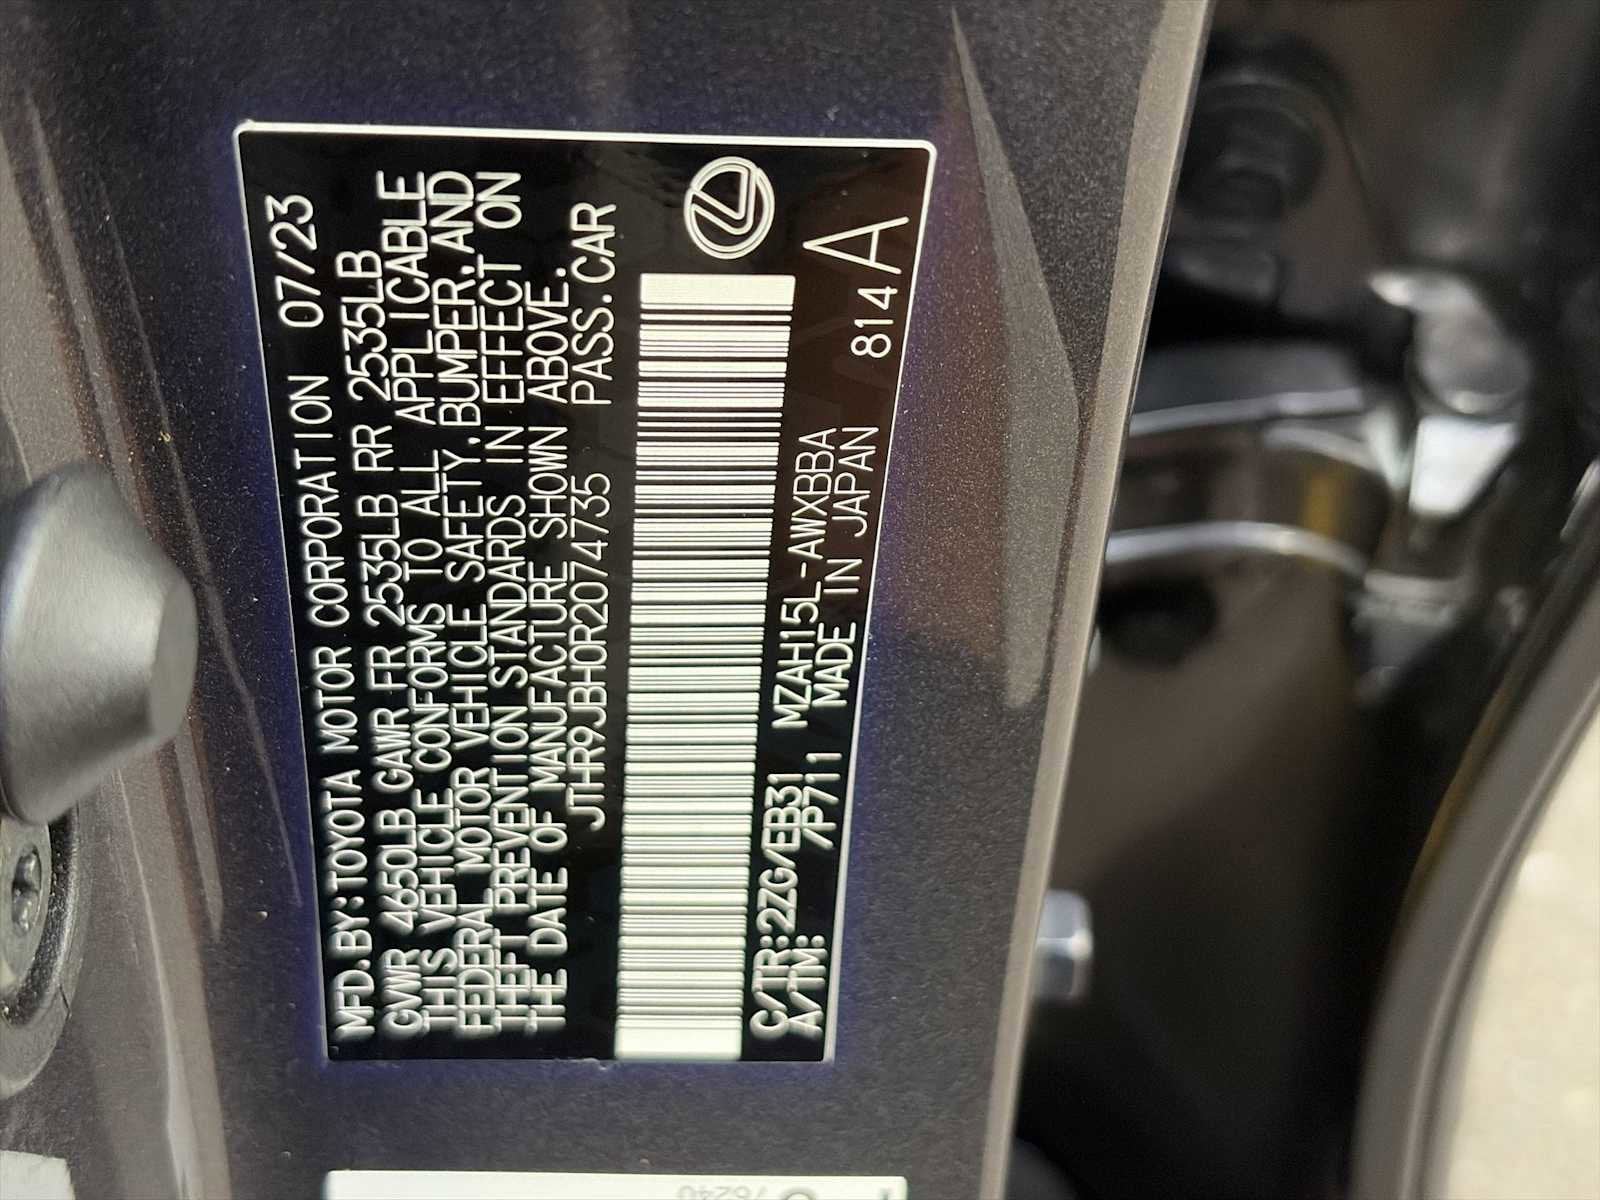 MFD.BY:TOYOTA MOTOR CORPORATION 07/23
GVWR 4650LB GAWR FR 2535LB RR 2535LB
THIS VEHICLE CONFORMS TO ALL APPLICABLE
FEDERAL MOTOR VEHICLE SAFETY,BUMPER,AND
THEFT PREVENTION STANDARDS IN EFFECT ON
THE DATE OF MANUFACTURE SHOWN ABOVE.
JTHR9JBH0R2074735 PASS.CAR
C/TR:2ZG/EB31 MZAH15L-AWXBBA
A/TM: /P711 MADE IN JAPAN 814 A